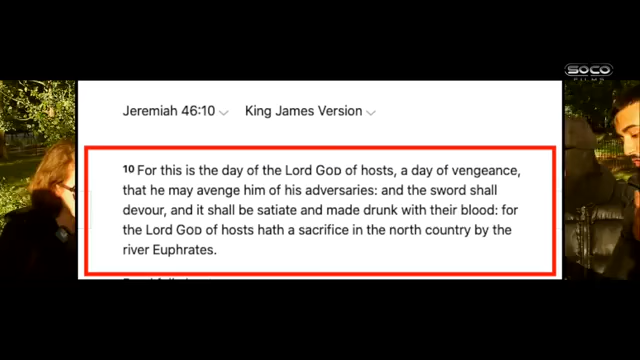 SOCO
FILMS
Jeremiah 46:10 King James Version
10 For this is the day of the Lord GOD of hosts, a day of vengeance,
that he may avenge him of his adversaries: and the sword shall
devour, and it shall be satiate and made drunk with their blood: for
the Lord GOD of hosts hath a sacrifice in the north country by the
river Euphrates.